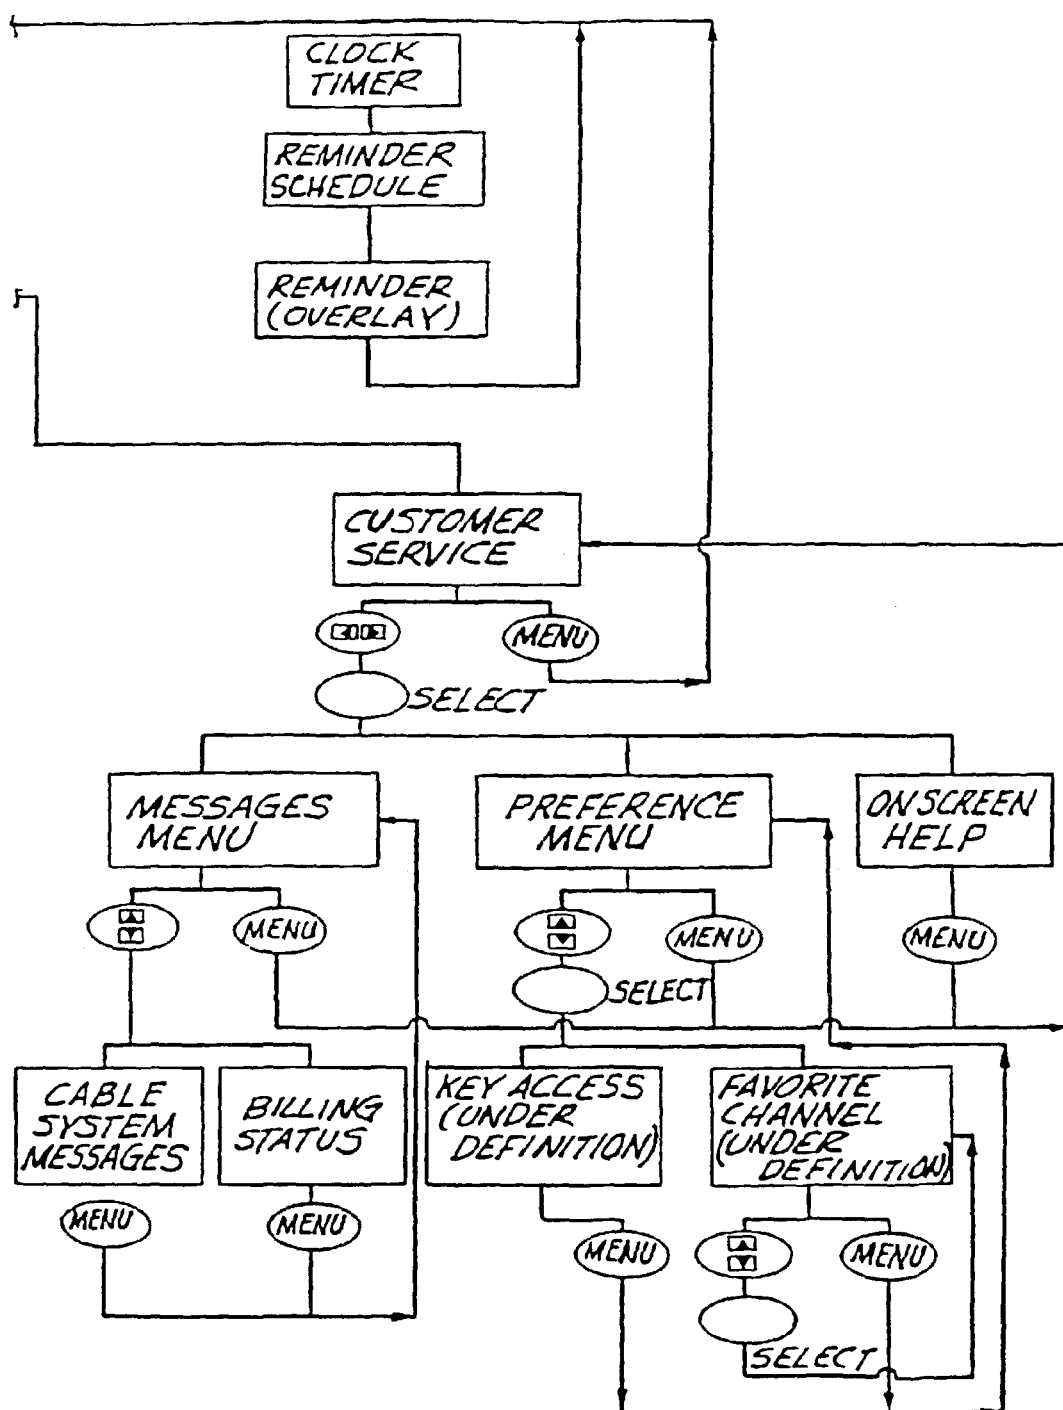 CLOCK
TIMER
REMINDER
SCHEDULE
REMINDER
(OVERLAY)
CUSTOMER
SERVICE
MENU
SELECT
MESSAGES
MENU
PREFERENCE
MENU
ON SCREEN
HELP
MENU
MENU
MENU
SELECT
CABLE
SYSTEM
MESSAGES
BILLING
STATUS
KEY ACCESS
(UNDER
DEFINITION)
FAVORITE
CHANNEL
(UNDER
DEFINITION)
MENU
MENU
MENU
MENU
SELECT